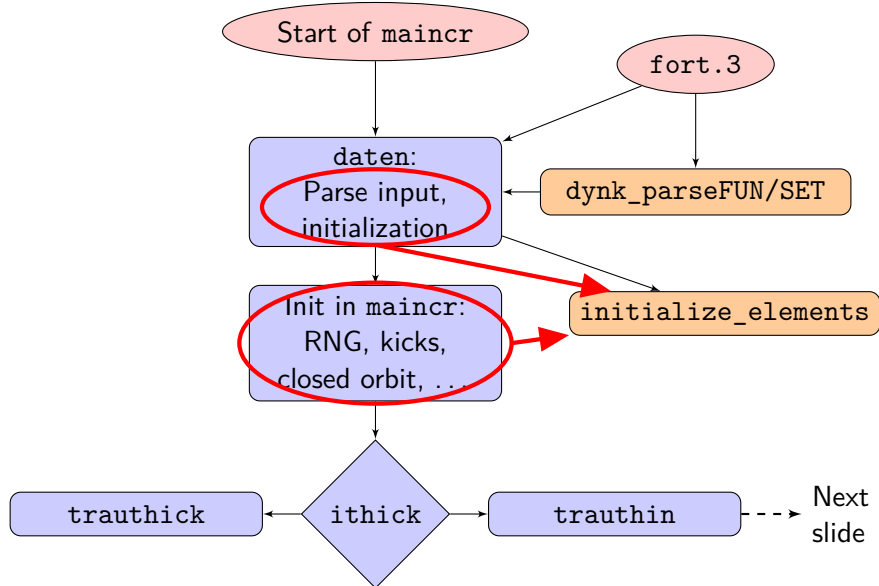 Start of maincr
fort.3
daten:
Parse input,
initialization
dynk_parseFUN/SET
Init in maincr:
RNG, kicks,
closed orbit, ...
initialize_elements
trauthick
ithick
trauthin
Next
slide